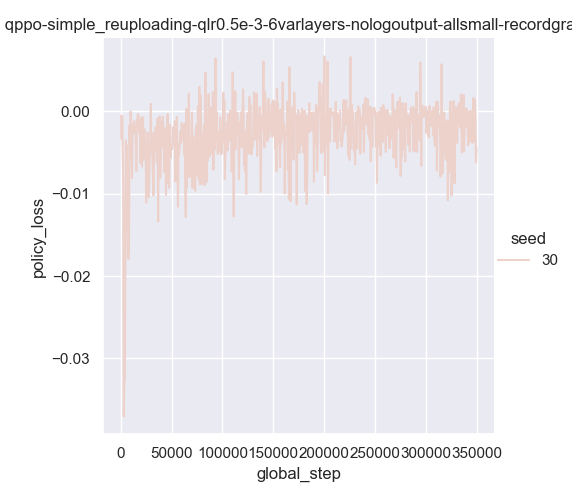 qppo-simple_reuploading-qlr0.5e-3-6varlayers-nologoutput-allsmall-recordgra
0.00
−0.01
−0.02
−0.03
policy_loss
seed
30
0 50000 100000 150000 200000 250000 300000 350000
global_step